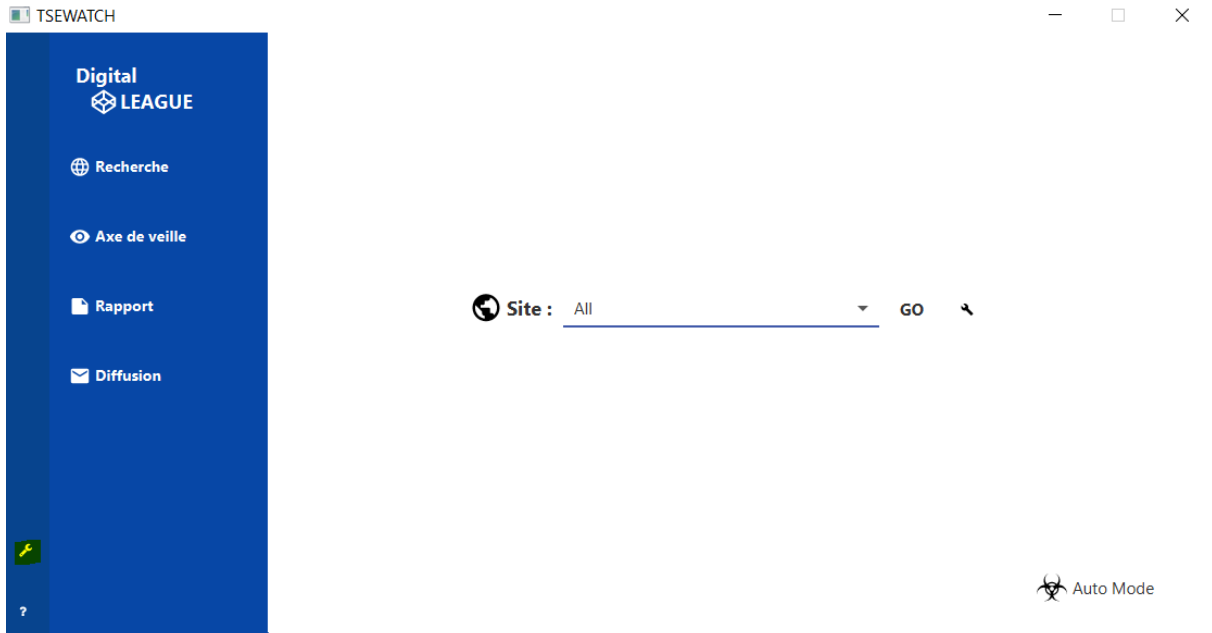 TSEWATCH
Digital
LEAGUE
Recherche
Axe de veille
Rapport
Diffusion
Site : All GO
Auto Mode
?